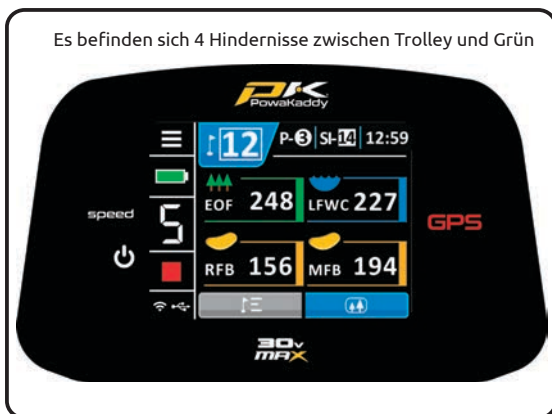 Es befinden sich 4 Hindernisse zwischen Trolley und Grün
PK
PowaKaddy
12 P-3 SI-14 12:59
EOF 248 LFWC 227
speed 5 GPS
RFB 156 MFB 194
30v
MAX